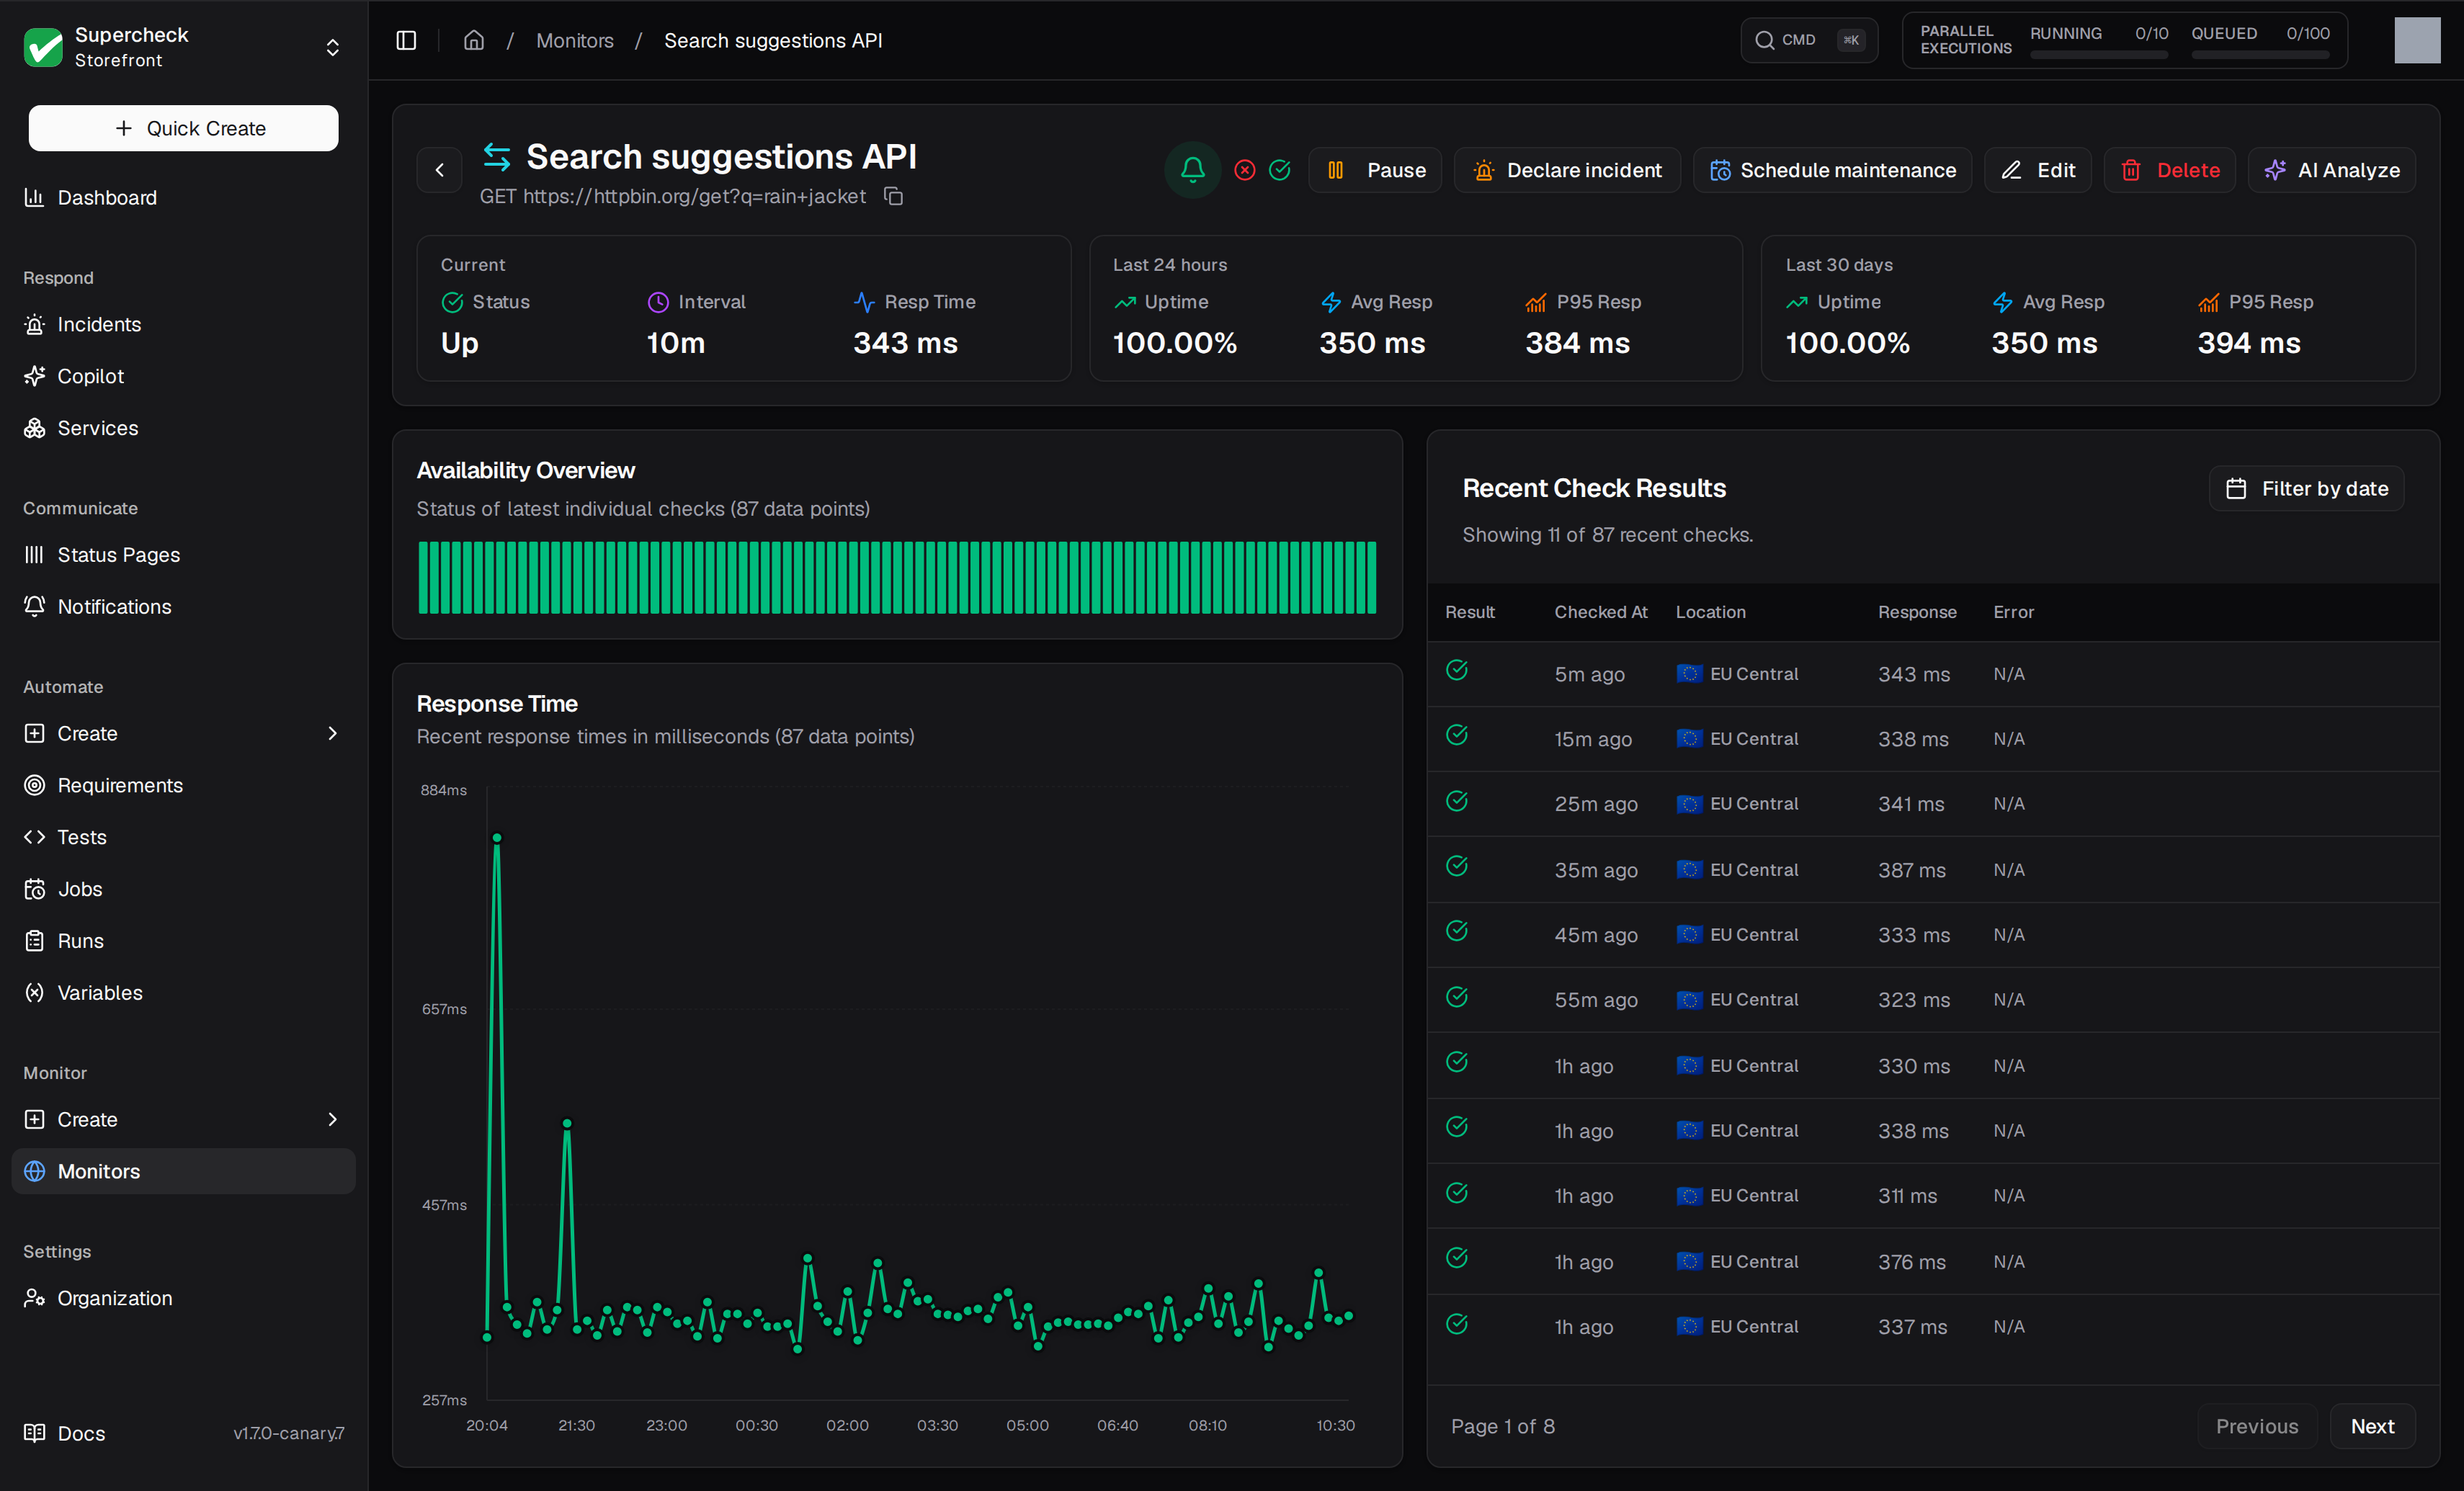 Supercheck
Storefront
Quick Create
Dashboard
Respond
Incidents
Copilot
Services
Communicate
Status Pages
Notifications
Automate
Create
Requirements
Tests
Jobs
Runs
Variables
Monitor
Create
Monitors
Settings
Organization
Docs
v1.7.0-canary.7
/ Monitors / Search suggestions API
CMD ⌘K
PARALLEL EXECUTIONS
RUNNING 0/10
QUEUED 0/100
Search suggestions API
GET https://httpbin.org/get?q=rain+jacket
Pause
Declare incident
Schedule maintenance
Edit
Delete
AI Analyze
Current
Status Interval Resp Time
Up 10m 343 ms
Last 24 hours
Uptime Avg Resp P95 Resp
100.00% 350 ms 384 ms
Last 30 days
Uptime Avg Resp P95 Resp
100.00% 350 ms 394 ms
Availability Overview
Status of latest individual checks (87 data points)
Response Time
Recent response times in milliseconds (87 data points)
884ms
657ms
457ms
257ms
20:04 21:30 23:00 00:30 02:00 03:30 05:00 06:40 08:10 10:30
Recent Check Results
Filter by date
Showing 11 of 87 recent checks.
Result Checked At Location Response Error
5m ago EU Central 343 ms N/A
15m ago EU Central 338 ms N/A
25m ago EU Central 341 ms N/A
35m ago EU Central 387 ms N/A
45m ago EU Central 333 ms N/A
55m ago EU Central 323 ms N/A
1h ago EU Central 330 ms N/A
1h ago EU Central 338 ms N/A
1h ago EU Central 311 ms N/A
1h ago EU Central 376 ms N/A
1h ago EU Central 337 ms N/A
Page 1 of 8
Previous
Next